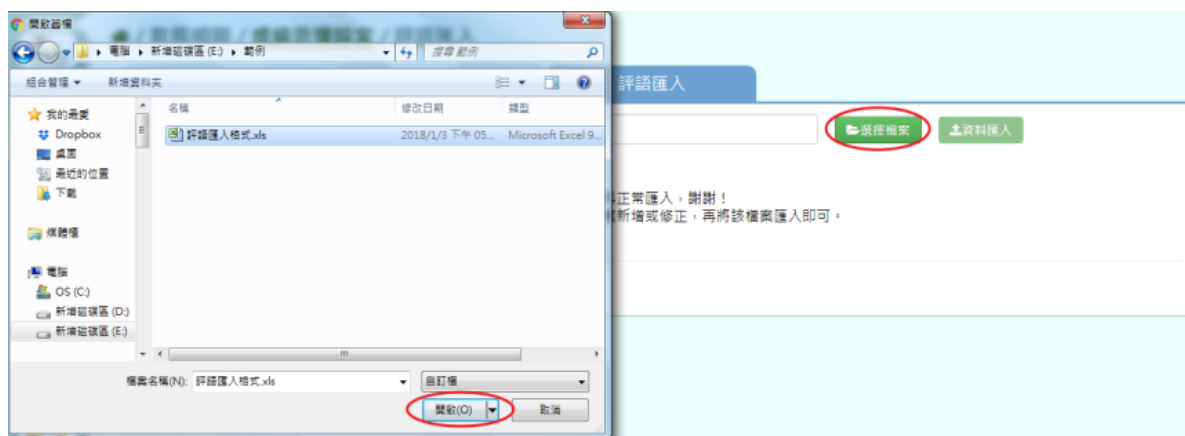 開啟舊檔
電腦 ▸ 新增磁碟區 (E:) ▸ 範例
搜尋 範例
組合管理 ▼ 新增資料夾
名稱 修改日期 類型
評語匯入格式.xls 2018/1/3 下午 05... Microsoft Excel 9...
我的最愛
Dropbox
桌面
最近的位置
下載
媒體櫃
電腦
OS (C:)
新增磁碟區 (D:)
新增磁碟區 (E:)
檔案名稱(N): 評語匯入格式.xls
自訂檔
開啟(O) 取消
評語匯入
選擇檔案 資料匯入
正常匯入，謝謝！
新增或修正，再將該檔案匯入即可。